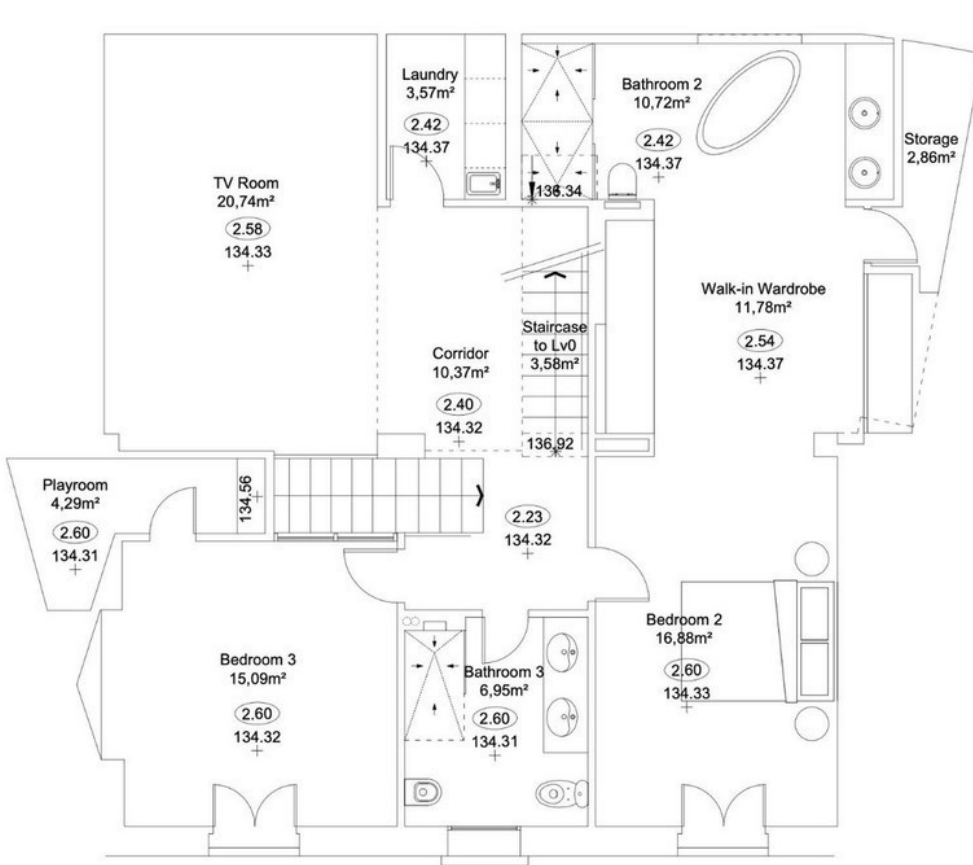 Laundry
3,57m²
2.42
134.37
Bathroom 2
10,72m²
2.42
134.37
Storage
2,86m²
136.34
TV Room
20,74m²
2.58
134.33
Walk-in Wardrobe
11,78m²
2.54
134.37
Staircase
to Lv0
3,58m²
Corridor
10,37m²
2.40
134.32
136.92
Playroom
4,29m²
2.60
134.31
134.56
2.23
134.32
Bedroom 3
15,09m²
2.60
134.32
Bathroom 3
6,95m²
2.60
134.31
Bedroom 2
16,88m²
2.60
134.33